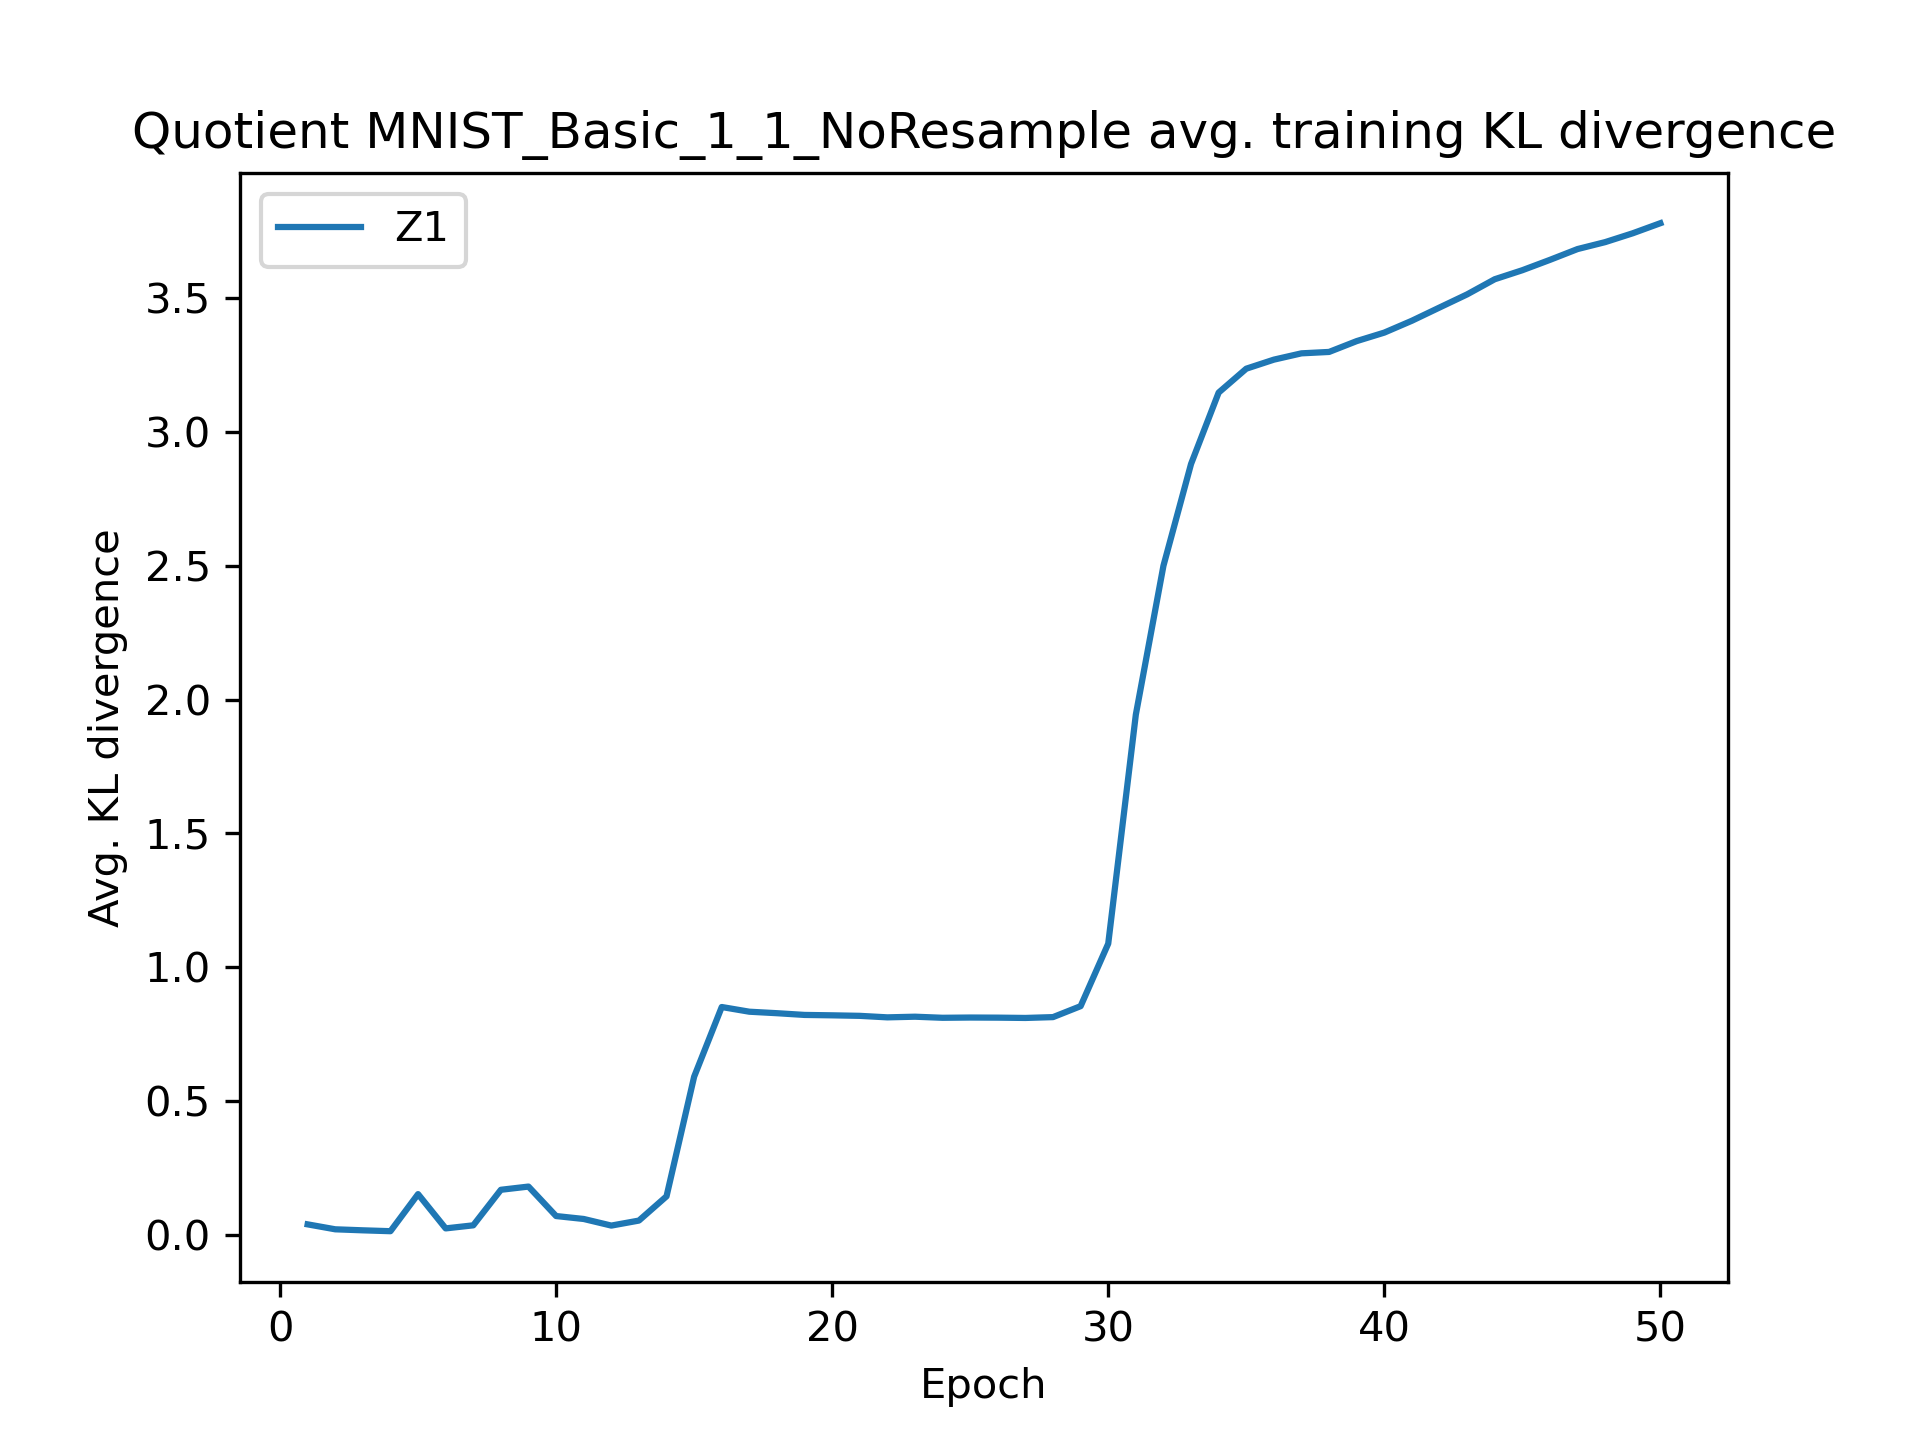 Quotient MNIST_Basic_1_1_NoResample avg. training KL divergence
Z1
3.5
3.0
2.5
2.0
1.5
1.0
0.5
0.0
Avg. KL divergence
0 10 20 30 40 50
Epoch